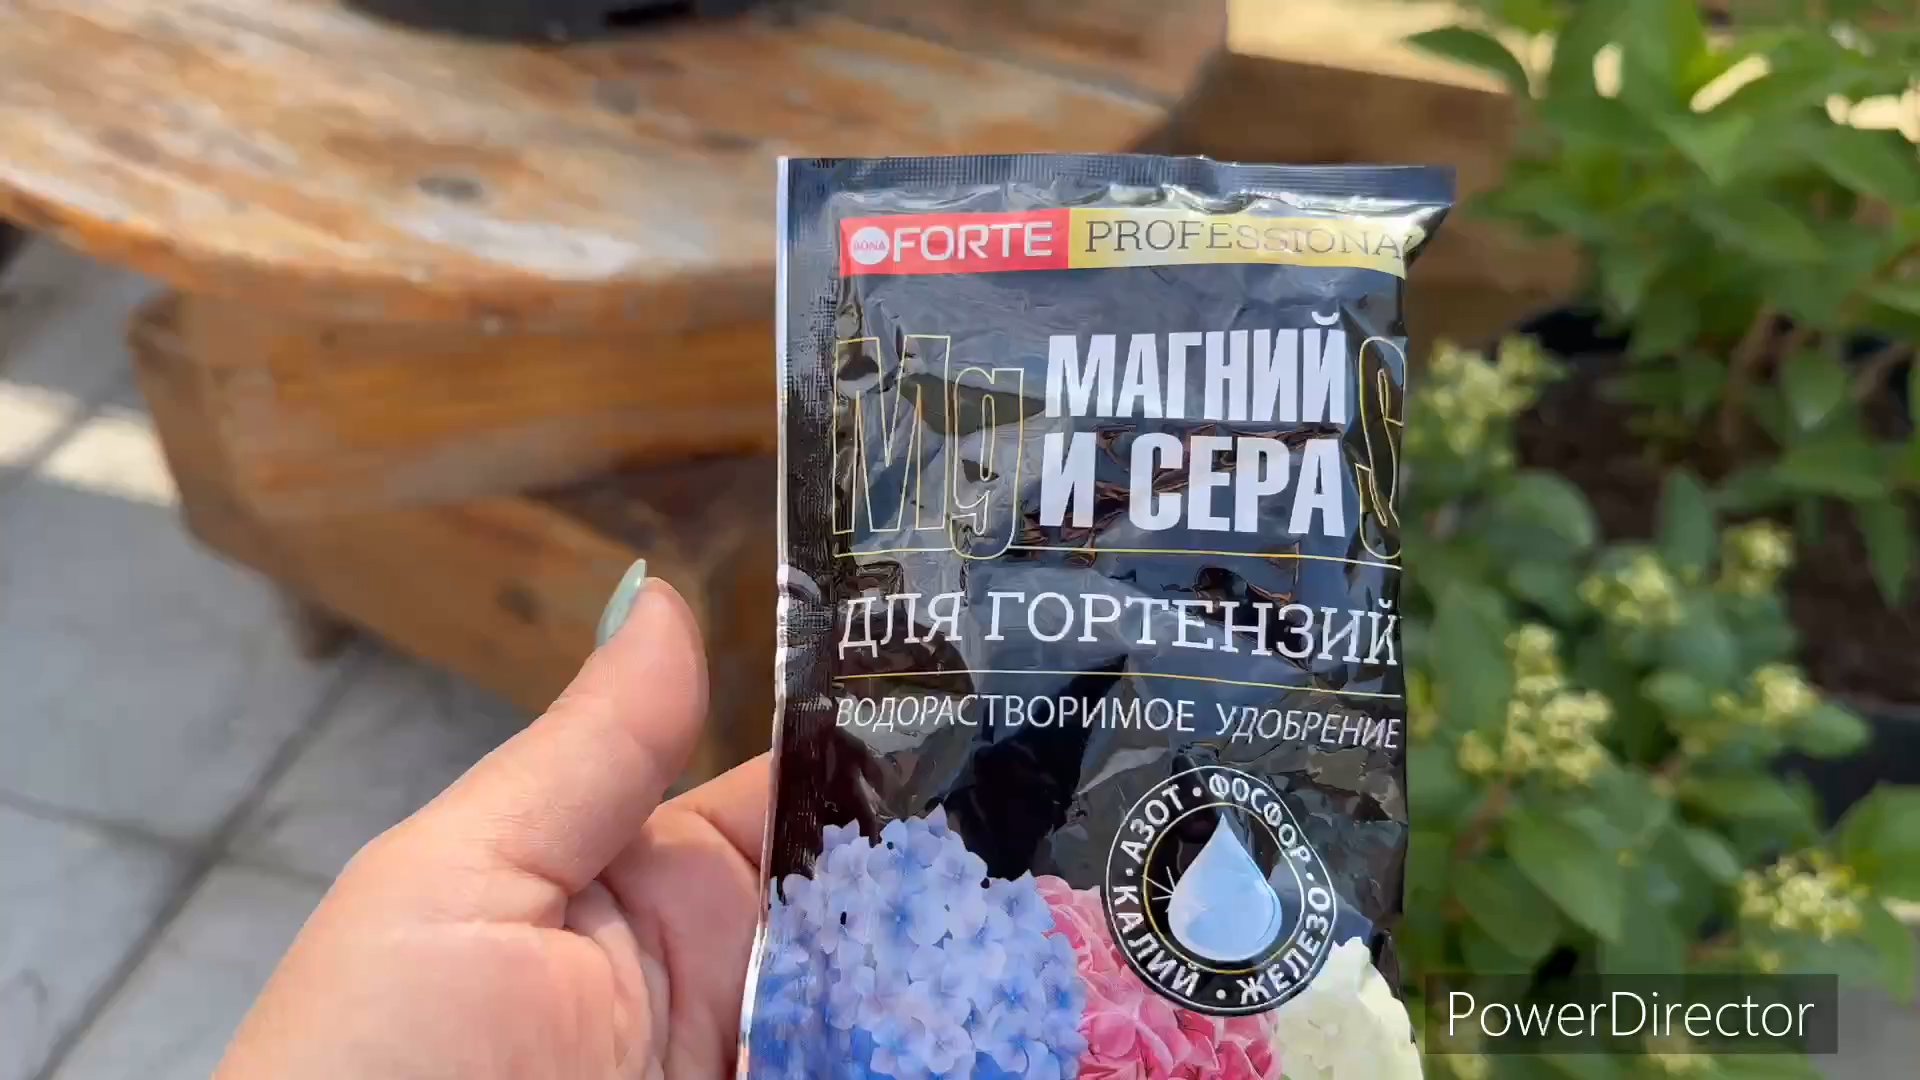 BONA FORTE PROFESSIONA
Mg МАГНИЙ S
И СЕРА
ДЛЯ ГОРТЕНЗИЙ
ВОДОРАСТВОРИМОЕ УДОБРЕНИЕ
АЗОТ • ФОСФОР • ЖЕЛЕЗО • КАЛИЙ •
PowerDirector